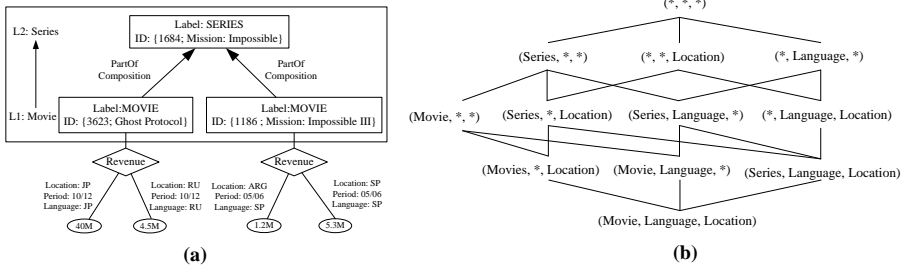 Label: SERIES
ID: {1684; Mission: Impossible}
L2: Series
PartOf
Composition
PartOf
Composition
L1: Movie
Label:MOVIE
ID: {3623; Ghost Protocol}
Label:MOVIE
ID: {1186 ; Mission: Impossible III}
Revenue
Revenue
Location: JP
Period: 10/12
Language: JP
Location: RU
Period: 10/12
Language: RU
Location: ARG
Period: 05/06
Language: SP
Location: SP
Period: 05/06
Language: SP
40M
4.5M
1.2M
5.3M
(a)
(*, *, *)
(Series, *, *)
(*, *, Location)
(*, Language, *)
(Movie, *, *)
(Series, *, Location)
(Series, Language, *)
(*, Language, Location)
(Movies, *, Location)
(Movie, Language, *)
(Series, Language, Location)
(Movie, Language, Location)
(b)